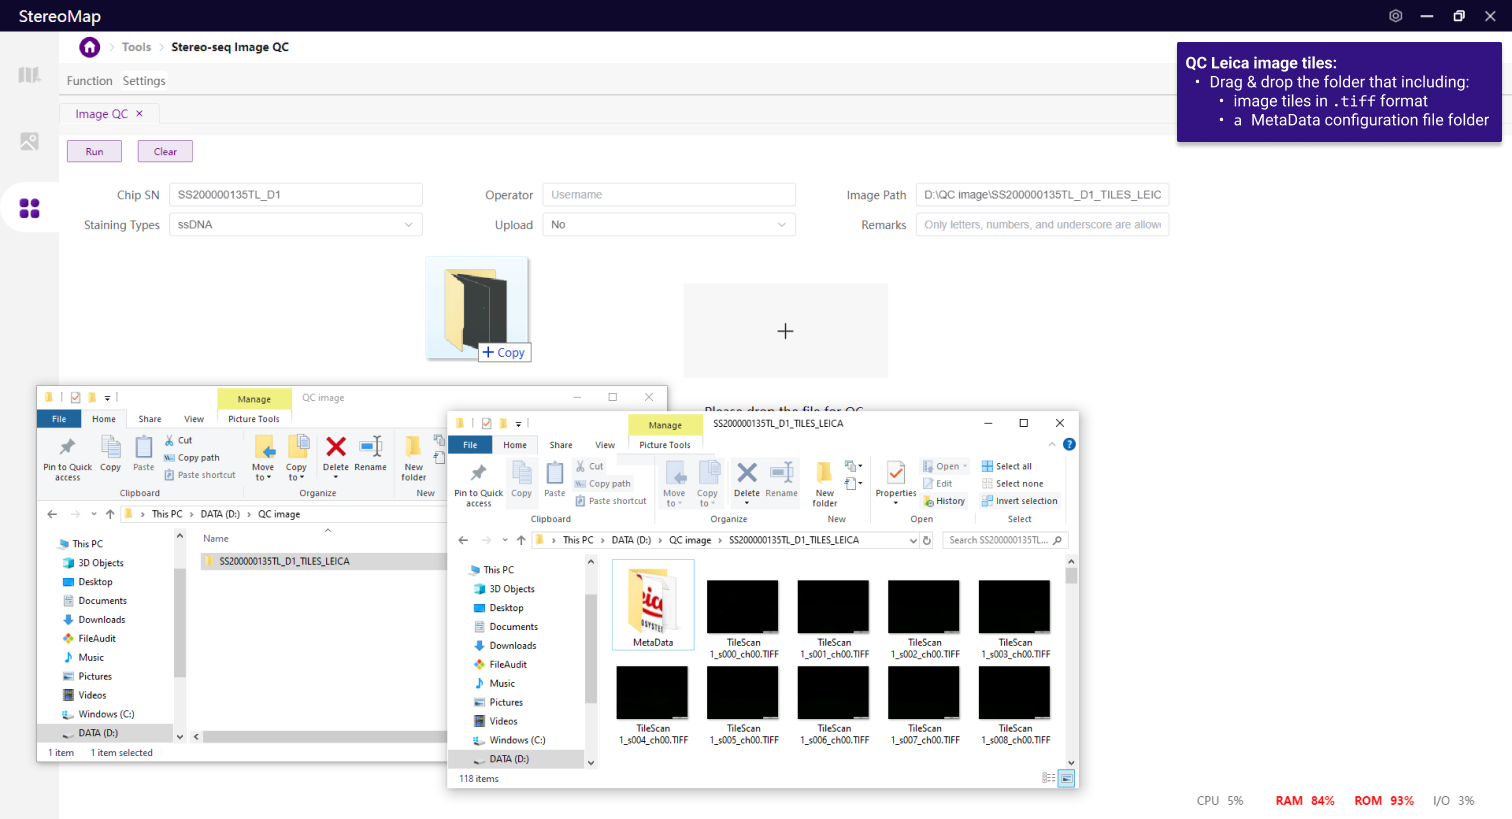 StereoMap
Tools
Stereo-seq Image QC
Function Settings
Image QC ×
Run Clear
Chip SN SS200000135TL_D1 Operator Username Image Path D:\QC image\SS200000135TL_D1_TILES_LEIC
Staining Types ssDNA Upload No Remarks Only letters, numbers, and underscore are allowe
QC Leica image tiles:
• Drag & drop the folder that including:
• image tiles in .tiff format
• a MetaData configuration file folder
+ Copy
+
Please drop the file for QC
Manage QC image
File Home Share View Picture Tools
Pin to Quick access
Copy
Paste
Cut
Copy path
Paste shortcut
Move to
Copy to
Delete
Rename
New folder
Clipboard Organize New
This PC > DATA (D:) > QC image
This PC
3D Objects
Desktop
Documents
Downloads
FileAudit
Music
Pictures
Videos
Windows (C:)
DATA (D:)
Name
SS200000135TL_D1_TILES_LEICA
1 item 1 item selected
Manage SS200000135TL_D1_TILES_LEICA
File Home Share View Picture Tools
Pin to Quick access
Copy
Paste
Cut
Copy path
Paste shortcut
Move to
Copy to
Delete
Rename
New folder
Properties
Open
Edit
History
Select all
Select none
Invert selection
Clipboard Organize New Open Select
This PC > DATA (D:) > QC image > SS200000135TL_D1_TILES_LEICA
Search SS200000135TL...
This PC
3D Objects
Desktop
Documents
Downloads
FileAudit
Music
Pictures
Videos
Windows (C:)
DATA (D:)
MetaData
TileScan
1_s000_ch00.TIFF
TileScan
1_s001_ch00.TIFF
TileScan
1_s002_ch00.TIFF
TileScan
1_s003_ch00.TIFF
TileScan
1_s004_ch00.TIFF
TileScan
1_s005_ch00.TIFF
TileScan
1_s006_ch00.TIFF
TileScan
1_s007_ch00.TIFF
TileScan
1_s008_ch00.TIFF
118 items
CPU 5% RAM 84% ROM 93% I/O 3%